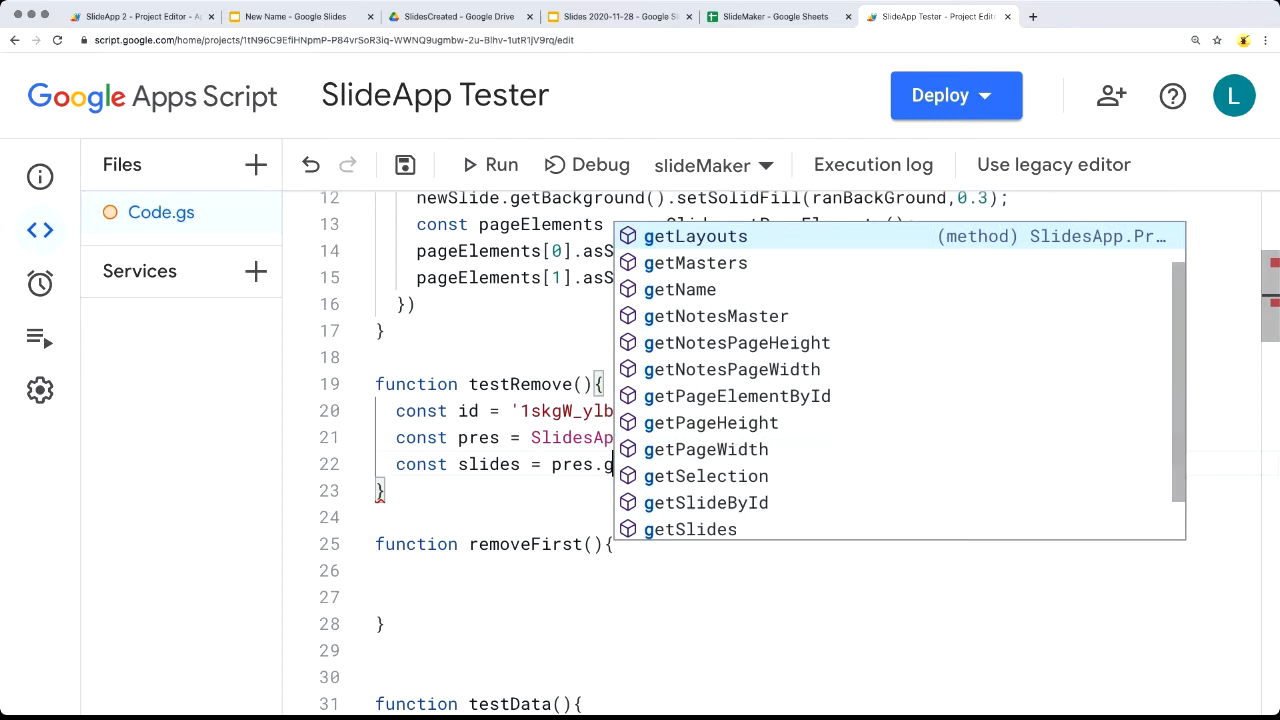 SlideApp 2 - Project Editor - A
New Name - Google Slides
SlidesCreated - Google Drive
Slides 2020-11-28 - Google S
SlideMaker - Google Sheets
SlideApp Tester - Project Edit
script.google.com/home/projects/1tN96C9EfiHNpmP-P84vrSoR3iq-WWNQ9ugmbw-2u-Blhv-1utR1jV9rq/edit
Google Apps Script
SlideApp Tester
Deploy
L
Files
Run
Debug
slideMaker
Execution log
Use legacy editor
Code.gs
Services
12 newSlide.getBackground().setSolidFill(ranBackGround,0.3);
13 const pageElements
14 pageElements[0].asS
15 pageElements[1].asS
16 })
17 }
18
19 function testRemove(){
20 const id = '1skgW_ylb
21 const pres = SlidesAp
22 const slides = pres.g
23 }
24
25 function removeFirst(){
26
27
28 }
29
30
31 function testData(){
getLayouts (method) SlidesApp.Pr…
getMasters
getName
getNotesMaster
getNotesPageHeight
getNotesPageWidth
getPageElementById
getPageHeight
getPageWidth
getSelection
getSlideById
getSlides